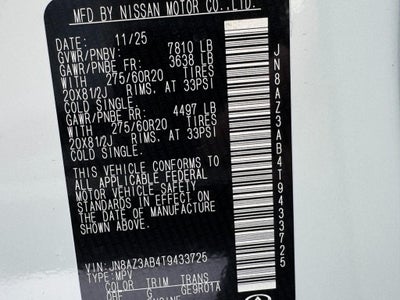 MFD BY NISSAN MOTOR CO.,LTD.
DATE: 11/25
GVWR/PNBV: 7810 LB
GAWR/PNBE FR: 3638 LB
WITH 275/60R20 TIRES
20X8 1/2J RIMS, AT 33PSI
COLD SINGLE.
GAWR/PNBE RR: 4497 LB
WITH 275/60R20 TIRES
20X8 1/2J RIMS, AT 33PSI
COLD SINGLE.
THIS VEHICLE CONFORMS TO
ALL APPLICABLE FEDERAL
MOTOR VEHICLE SAFETY
STANDARDS IN EFFECT ON
THE DATE OF MANUFACTURE
SHOWN ABOVE.
VIN: JN8AZ3AB4T9433725
TYPE: MPV
COLOR TRIM TRANS
G GE9R01A
JN8AZ3AB4T9433725